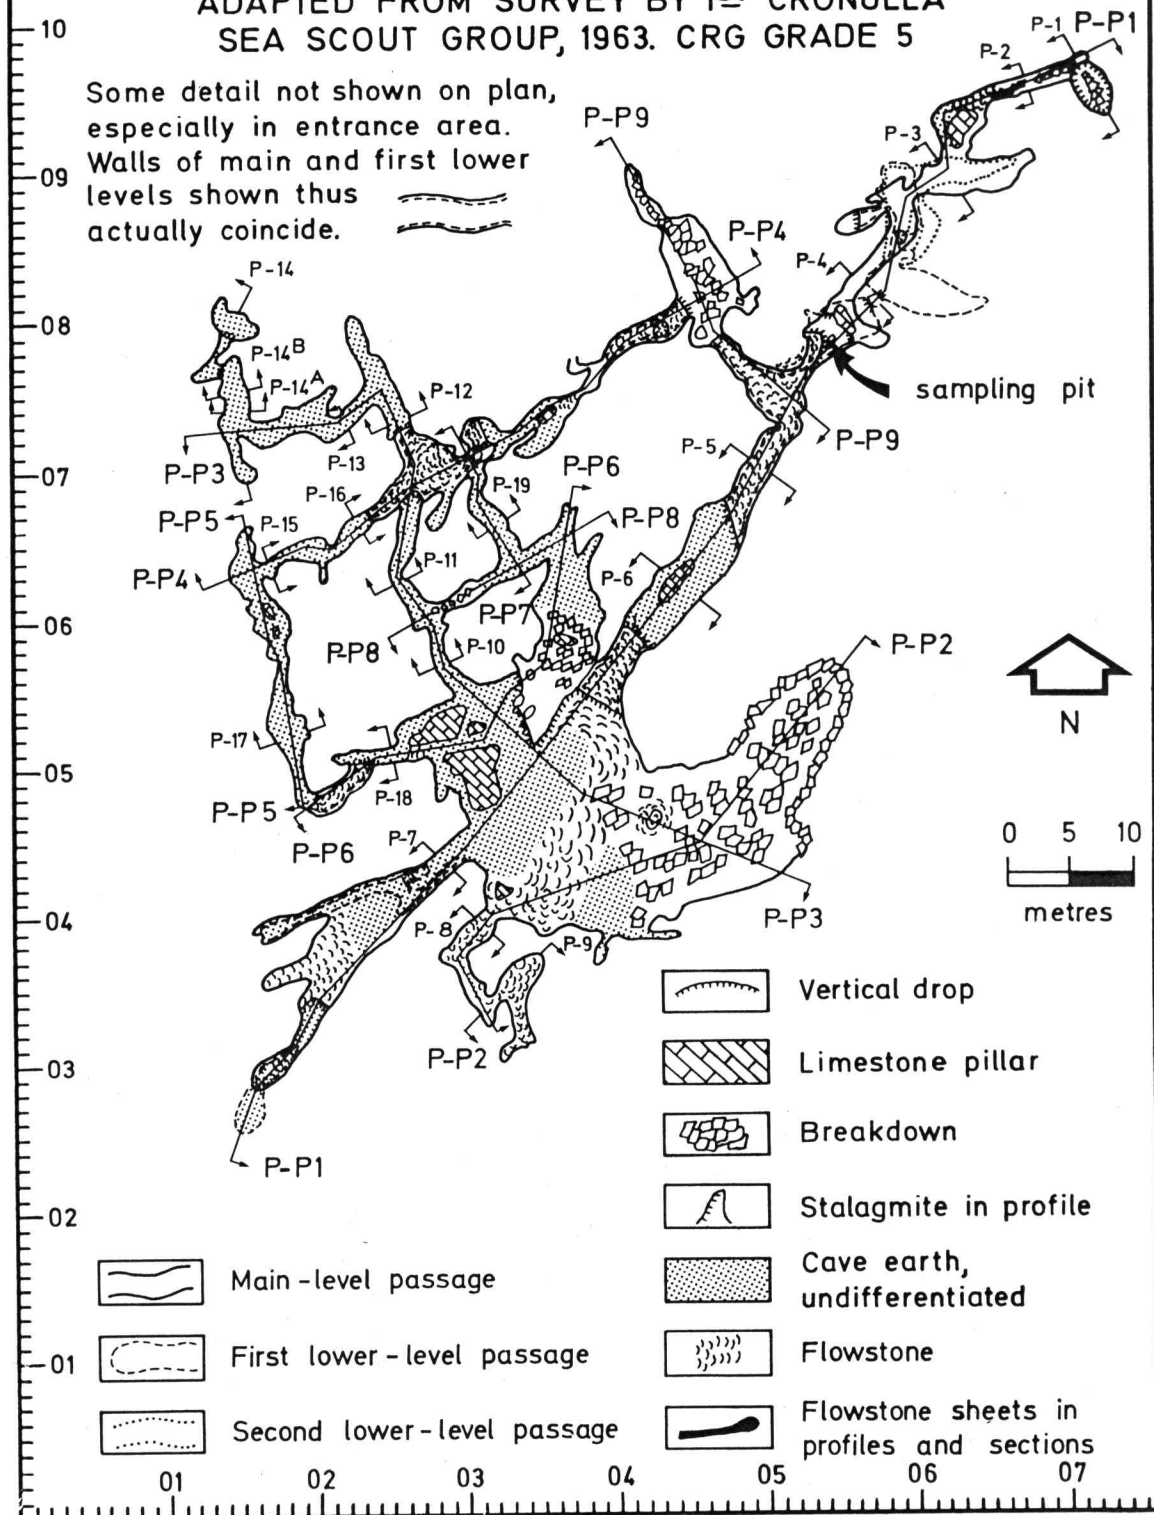 ADAPTED FROM SURVEY BY 1st CRONULLA
SEA SCOUT GROUP, 1963. CRG GRADE 5
Some detail not shown on plan,
especially in entrance area.
Walls of main and first lower
levels shown thus
actually coincide.
10
09
08
07
06
05
04
03
02
01
P-1
P-P1
P-2
P-P9
P-3
P-P4
P-4
P-14
P-14B
P-14A
P-12
sampling pit
P-P3
P-13
P-5
P-P9
P-P6
P-16
P-19
P-P5
P-15
P-P8
P-11
P-P4
P-6
P-P7
P-P8
P-10
P-P2
N
P-17
P-18
P-P5
P-7
P-P6
0 5 10
metres
P-8
P-9
P-P3
P-P2
P-P1
Vertical drop
Limestone pillar
Breakdown
Stalagmite in profile
Cave earth,
undifferentiated
Flowstone
Flowstone sheets in
profiles and sections
Main-level passage
First lower-level passage
Second lower-level passage
01 02 03 04 05 06 07